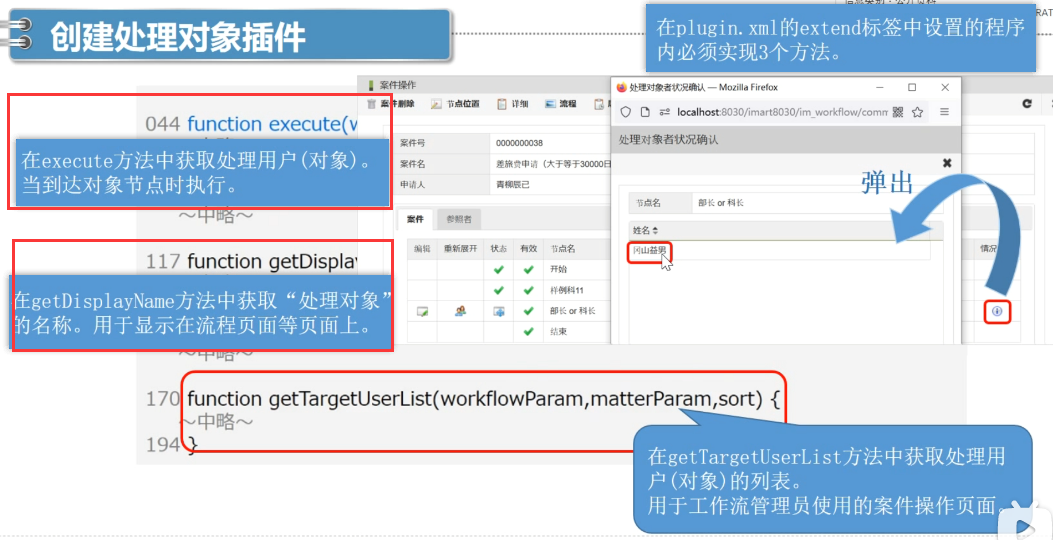 RAT
创建处理对象插件
在plugin.xml的extend标签中设置的程序
内必须实现3个方法。
案件操作
案件删除 节点位置 详细 流程
处理对象者状况确认 — Mozilla Firefox
localhost:8030/imart8030/im_workflow/comm
处理对象者状况确认
044 function execute(w
在execute方法中获取处理用户(对象)。
当到达对象节点时执行。
～中略～
案件号 0000000038
案件名 差旅费申请（大于等于30000日
申请人 青柳辰己
弹出
节点名 部长 or 科长
姓名
案件 参照者
编辑 重新展开 状态 有效 节点名
情况
开始
样例科11
部长 or 科长
结束
117 function getDisplay
在getDisplayName方法中获取“处理对象”
的名称。用于显示在流程页面等页面上。
～中略～
170 function getTargetUserList(workflowParam,matterParam,sort) {
～中略～
194 }
在getTargetUserList方法中获取处理用
户(对象)的列表。
用于工作流管理员使用的案件操作页面。